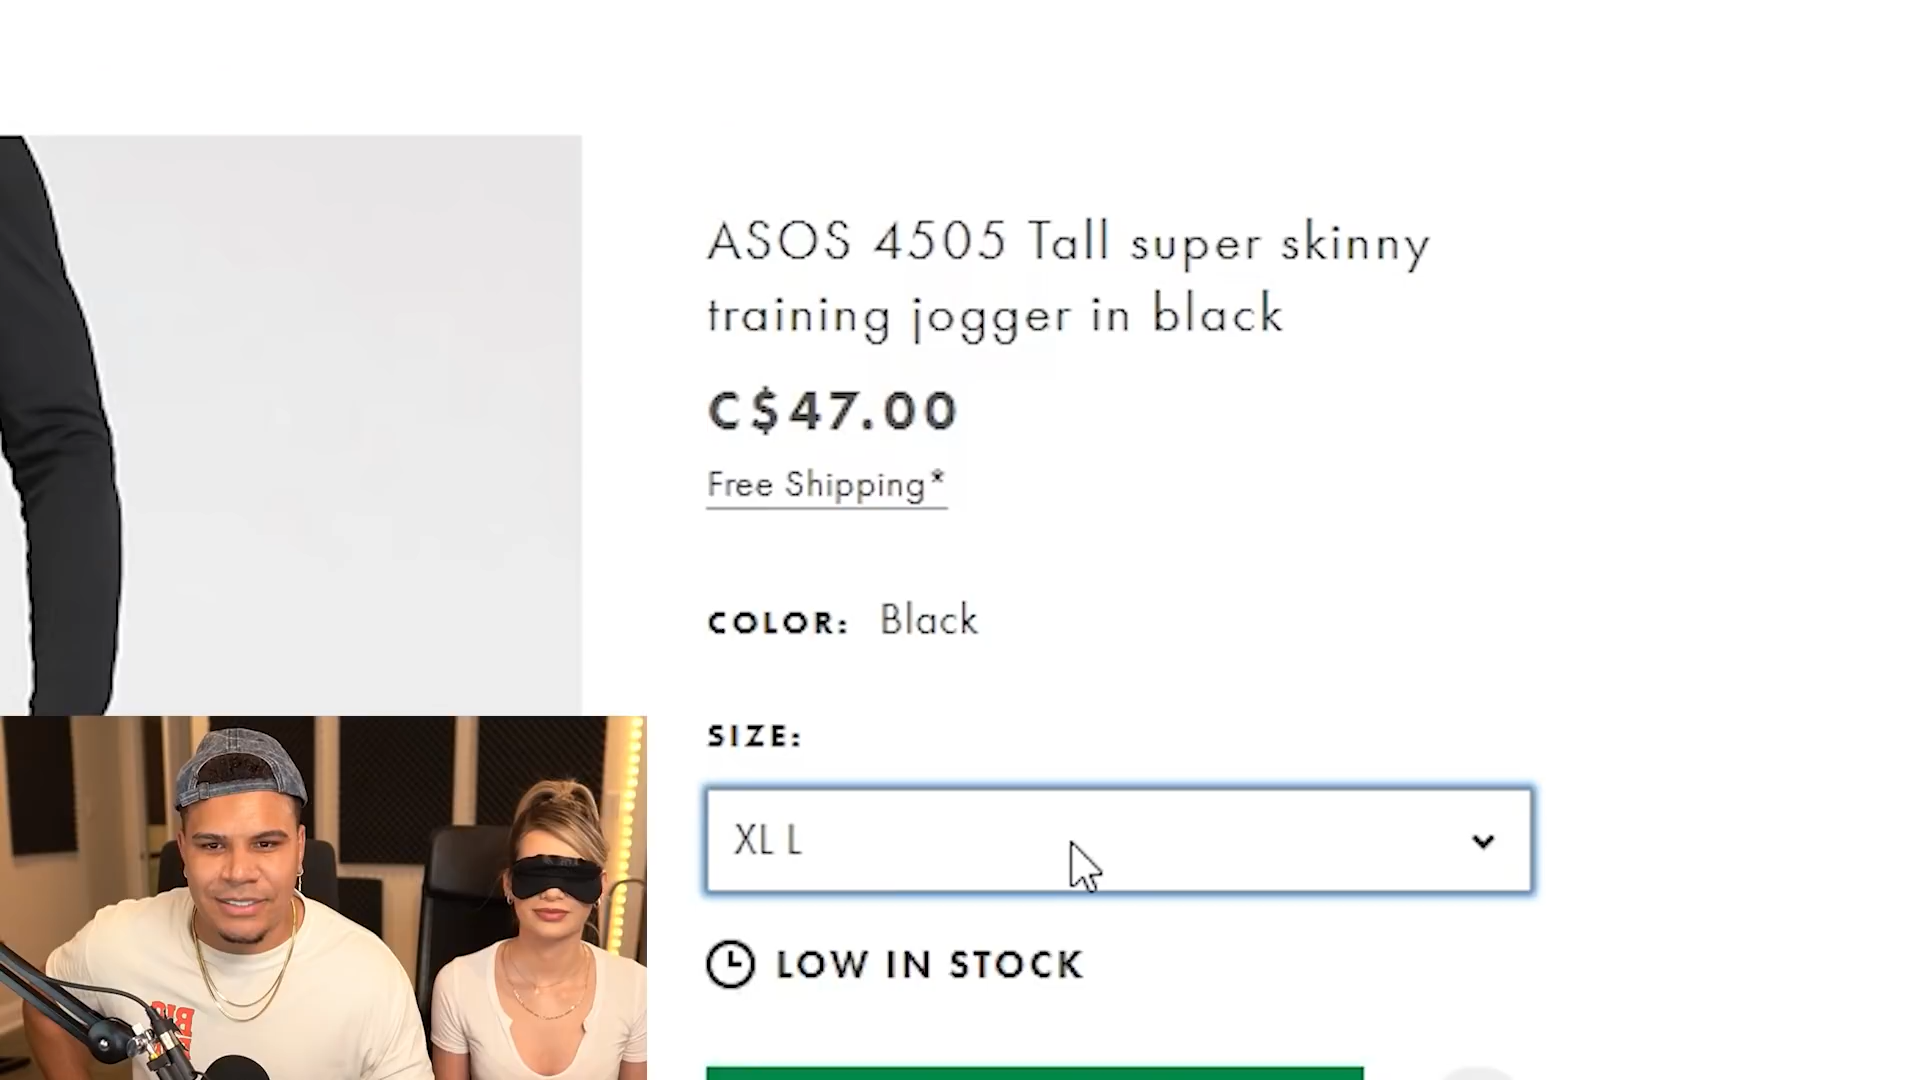 ASOS 4505 Tall super skinny
training jogger in black
C$47.00
Free Shipping*
COLOR: Black
SIZE:
XL L
LOW IN STOCK